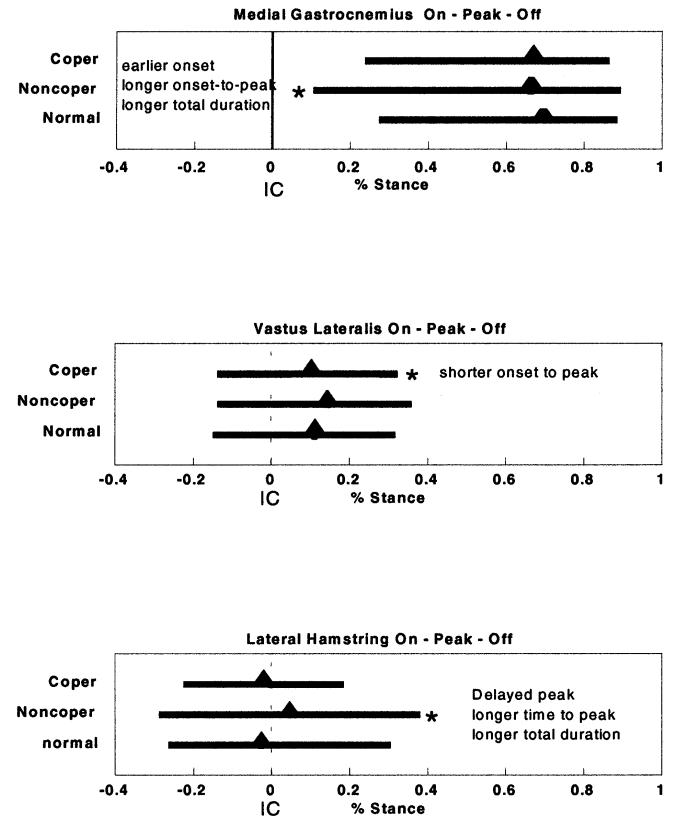 Medial Gastrocnemius On - Peak - Off
Coper
earlier onset
Noncoper
longer onset-to-peak
*
longer total duration
Normal
-0.4 -0.2 0 0.2 0.4 0.6 0.8 1
IC
% Stance
Vastus Lateralis On - Peak - Off
Coper
* shorter onset to peak
Noncoper
Normal
-0.4 -0.2 0 0.2 0.4 0.6 0.8 1
IC
% Stance
Lateral Hamstring On - Peak - Off
Coper
Delayed peak
Noncoper
* longer time to peak
longer total duration
normal
-0.4 -0.2 0 0.2 0.4 0.6 0.8 1
IC
% Stance